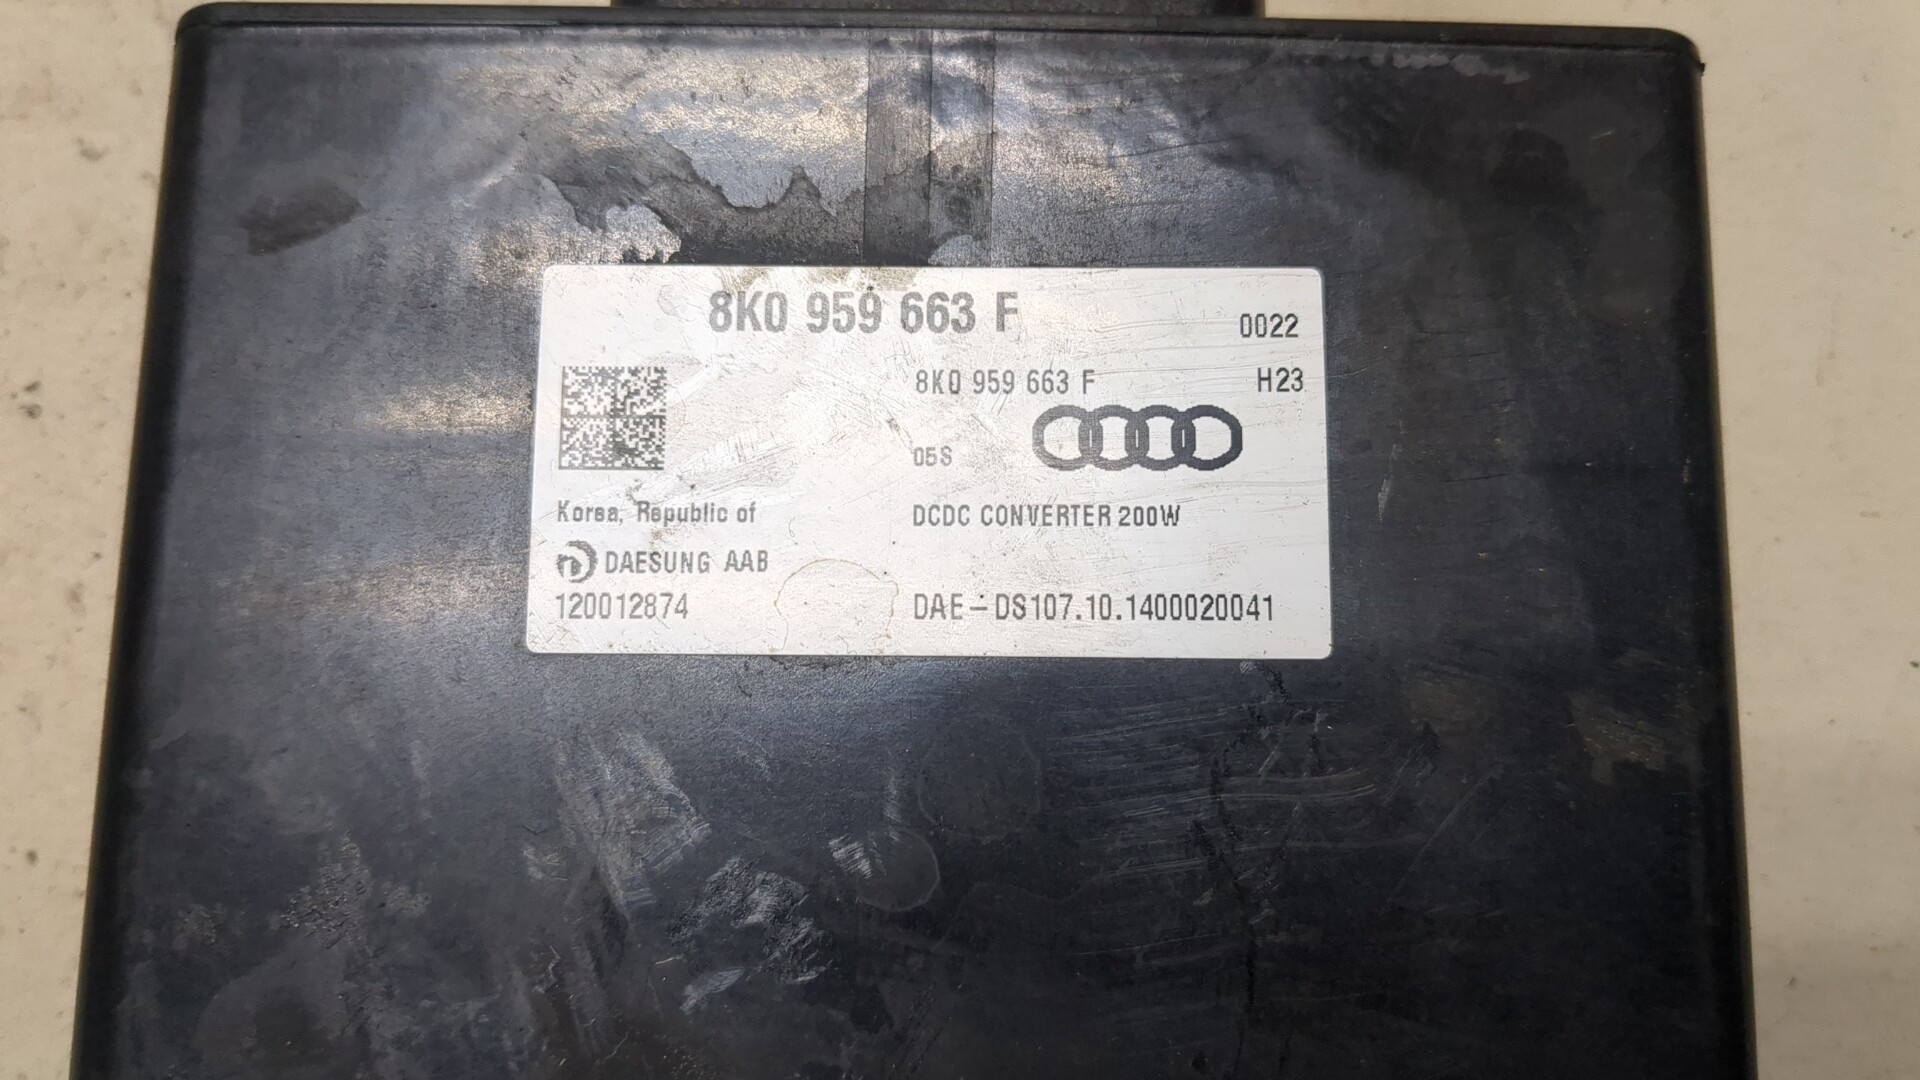 8K0 959 663 F
0022
8K0 959 663 F H23
05S
Korea, Republic of DCDC CONVERTER 200W
DAESUNG AAB
120012874 DAE-DS107.10.1400020041